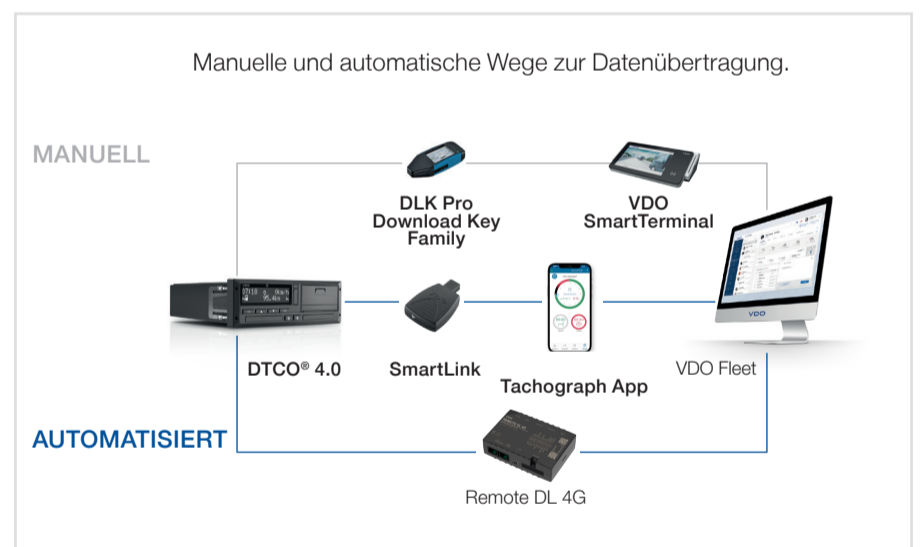 Manuelle und automatische Wege zur Datenübertragung.
MANUELL
DLK Pro
Download Key
Family
VDO
SmartTerminal
DTCO® 4.0
SmartLink
Tachograph App
VDO
VDO Fleet
AUTOMATISIERT
Remote DL 4G